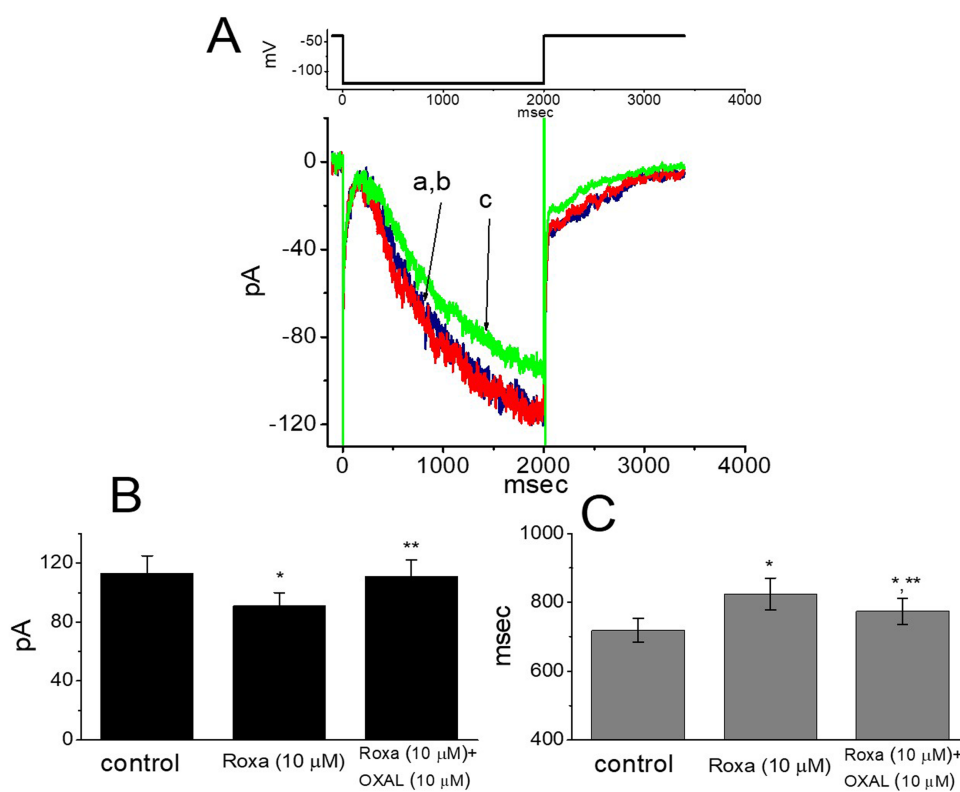 A
mV
-50
-100
0 1000 2000 3000 4000
msec
pA
0
-40
-80
-120
a,b
c
0 1000 2000 3000 4000
msec
B
pA
120
80
40
0
*
**
control
Roxa (10 μM)
Roxa (10 μM)+
OXAL (10 μM)
C
msec
1000
800
600
400
*
*,**
control
Roxa (10 μM)
Roxa (10 μM)+
OXAL (10 μM)